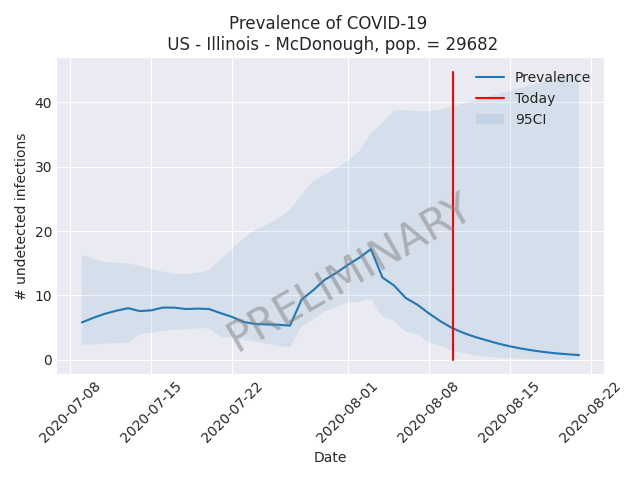 Prevalence of COVID-19
US - Illinois - McDonough, pop. = 29682
Prevalence
Today
95CI
# undetected infections
40
30
20
10
0
PRELIMINARY
2020-07-08
2020-07-15
2020-07-22
2020-08-01
2020-08-08
2020-08-15
2020-08-22
Date